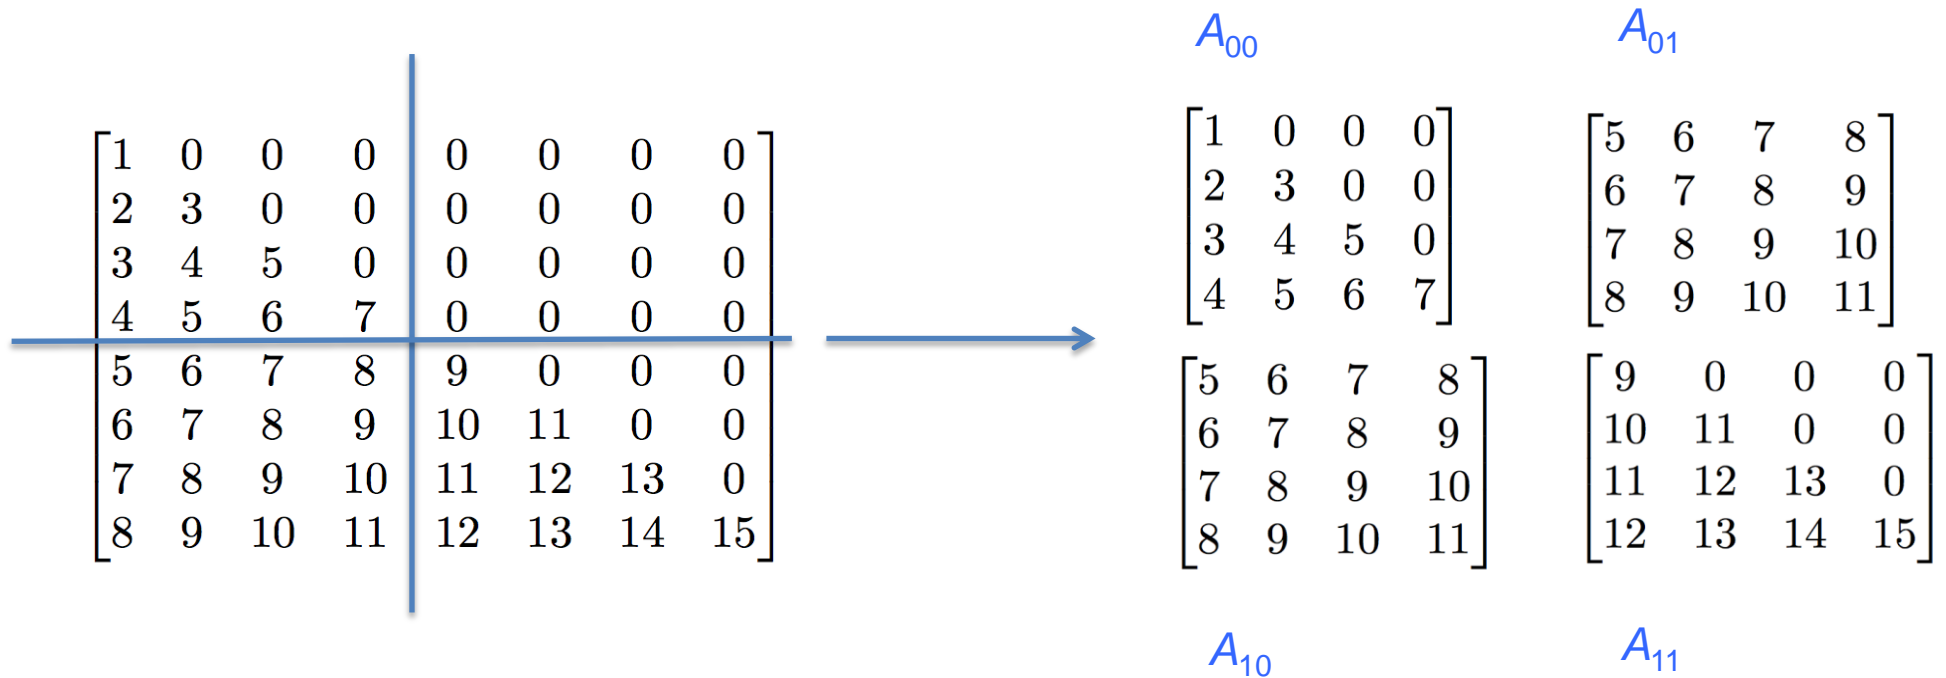 A00 A01
1 0 0 0 0 0 0 0
2 3 0 0 0 0 0 0
3 4 5 0 0 0 0 0
4 5 6 7 0 0 0 0
5 6 7 8 9 0 0 0
6 7 8 9 10 11 0 0
7 8 9 10 11 12 13 0
8 9 10 11 12 13 14 15
1 0 0 0
2 3 0 0
3 4 5 0
4 5 6 7
5 6 7 8
6 7 8 9
7 8 9 10
8 9 10 11
5 6 7 8
6 7 8 9
7 8 9 10
8 9 10 11
9 0 0 0
10 11 0 0
11 12 13 0
12 13 14 15
A10 A11